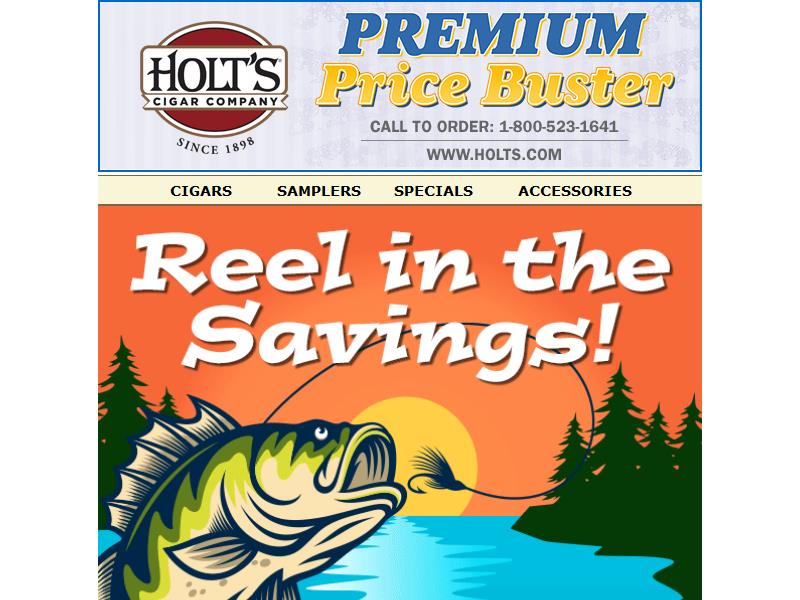 HOLT'S
CIGAR COMPANY
SINCE 1898
PREMIUM
Price Buster
CALL TO ORDER: 1-800-523-1641
WWW.HOLTS.COM
CIGARS SAMPLERS SPECIALS ACCESSORIES
Reel in the
Savings!